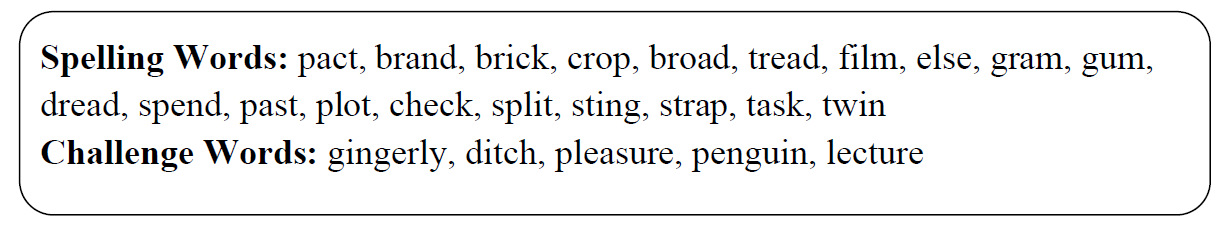 Spelling Words: pact, brand, brick, crop, broad, tread, film, else, gram, gum,
dread, spend, past, plot, check, split, sting, strap, task, twin
Challenge Words: gingerly, ditch, pleasure, penguin, lecture